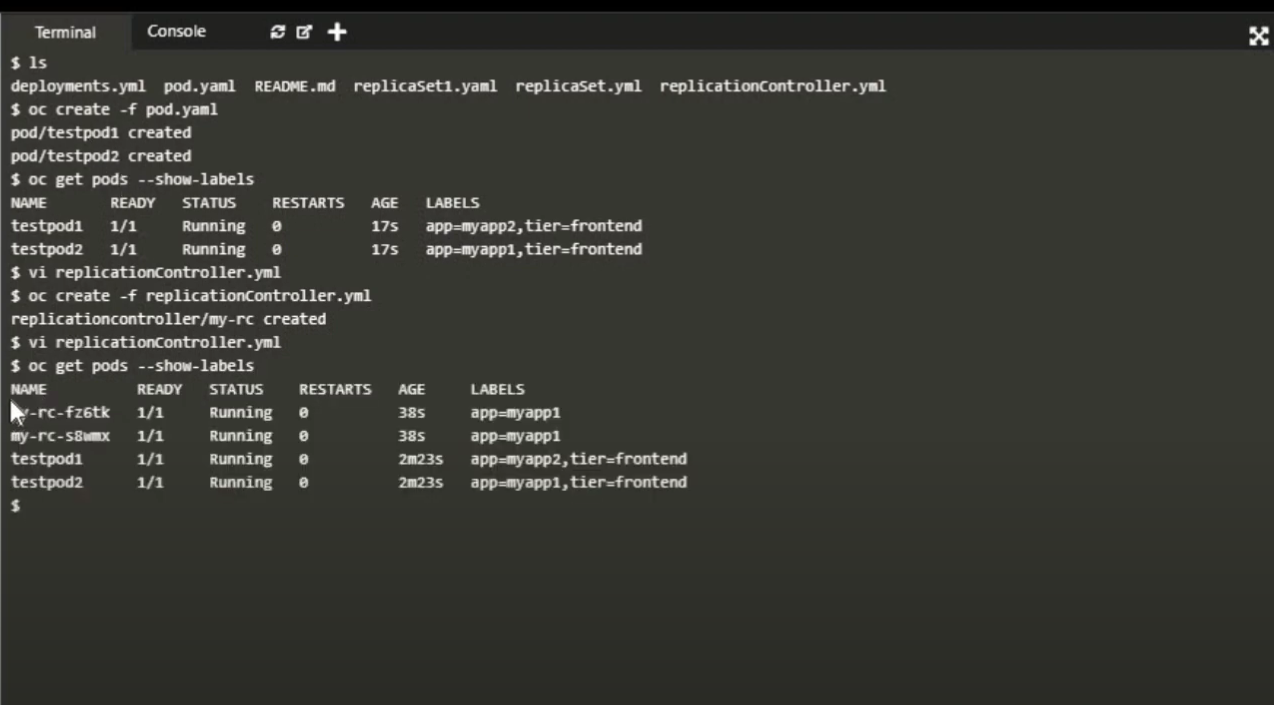 Terminal Console
$ ls
deployments.yml pod.yaml README.md replicaSet1.yaml replicaSet.yml replicationController.yml
$ oc create -f pod.yaml
pod/testpod1 created
pod/testpod2 created
$ oc get pods --show-labels
NAME READY STATUS RESTARTS AGE LABELS
testpod1 1/1 Running 0 17s app=myapp2,tier=frontend
testpod2 1/1 Running 0 17s app=myapp1,tier=frontend
$ vi replicationController.yml
$ oc create -f replicationController.yml
replicationcontroller/my-rc created
$ vi replicationController.yml
$ oc get pods --show-labels
NAME READY STATUS RESTARTS AGE LABELS
my-rc-fz6tk 1/1 Running 0 38s app=myapp1
my-rc-s8wmx 1/1 Running 0 38s app=myapp1
testpod1 1/1 Running 0 2m23s app=myapp2,tier=frontend
testpod2 1/1 Running 0 2m23s app=myapp1,tier=frontend
$